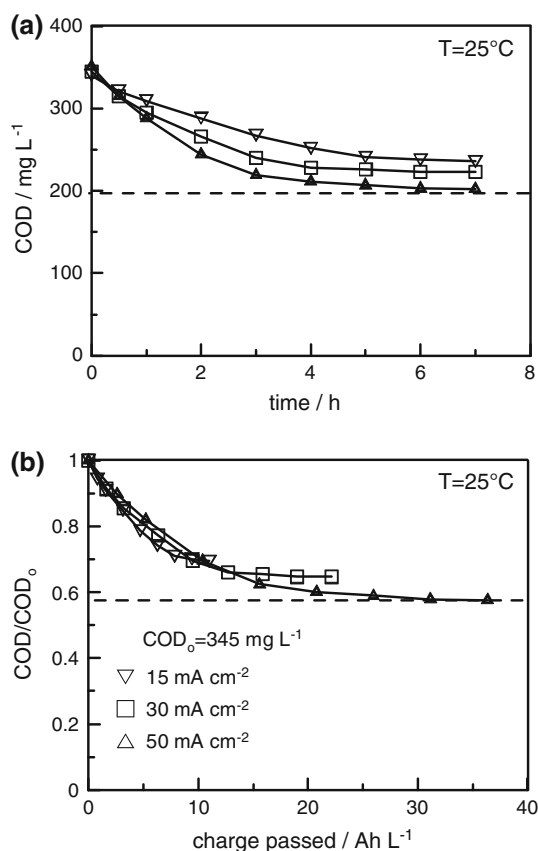 (a)
T=25°C
COD / mg L-1
400
300
200
100
0
0 2 4 6 8
time / h
(b)
T=25°C
COD/CODo
1
0.8
0.6
0.4
0.2
0
CODo=345 mg L-1
15 mA cm-2
30 mA cm-2
50 mA cm-2
0 10 20 30 40
charge passed / Ah L-1